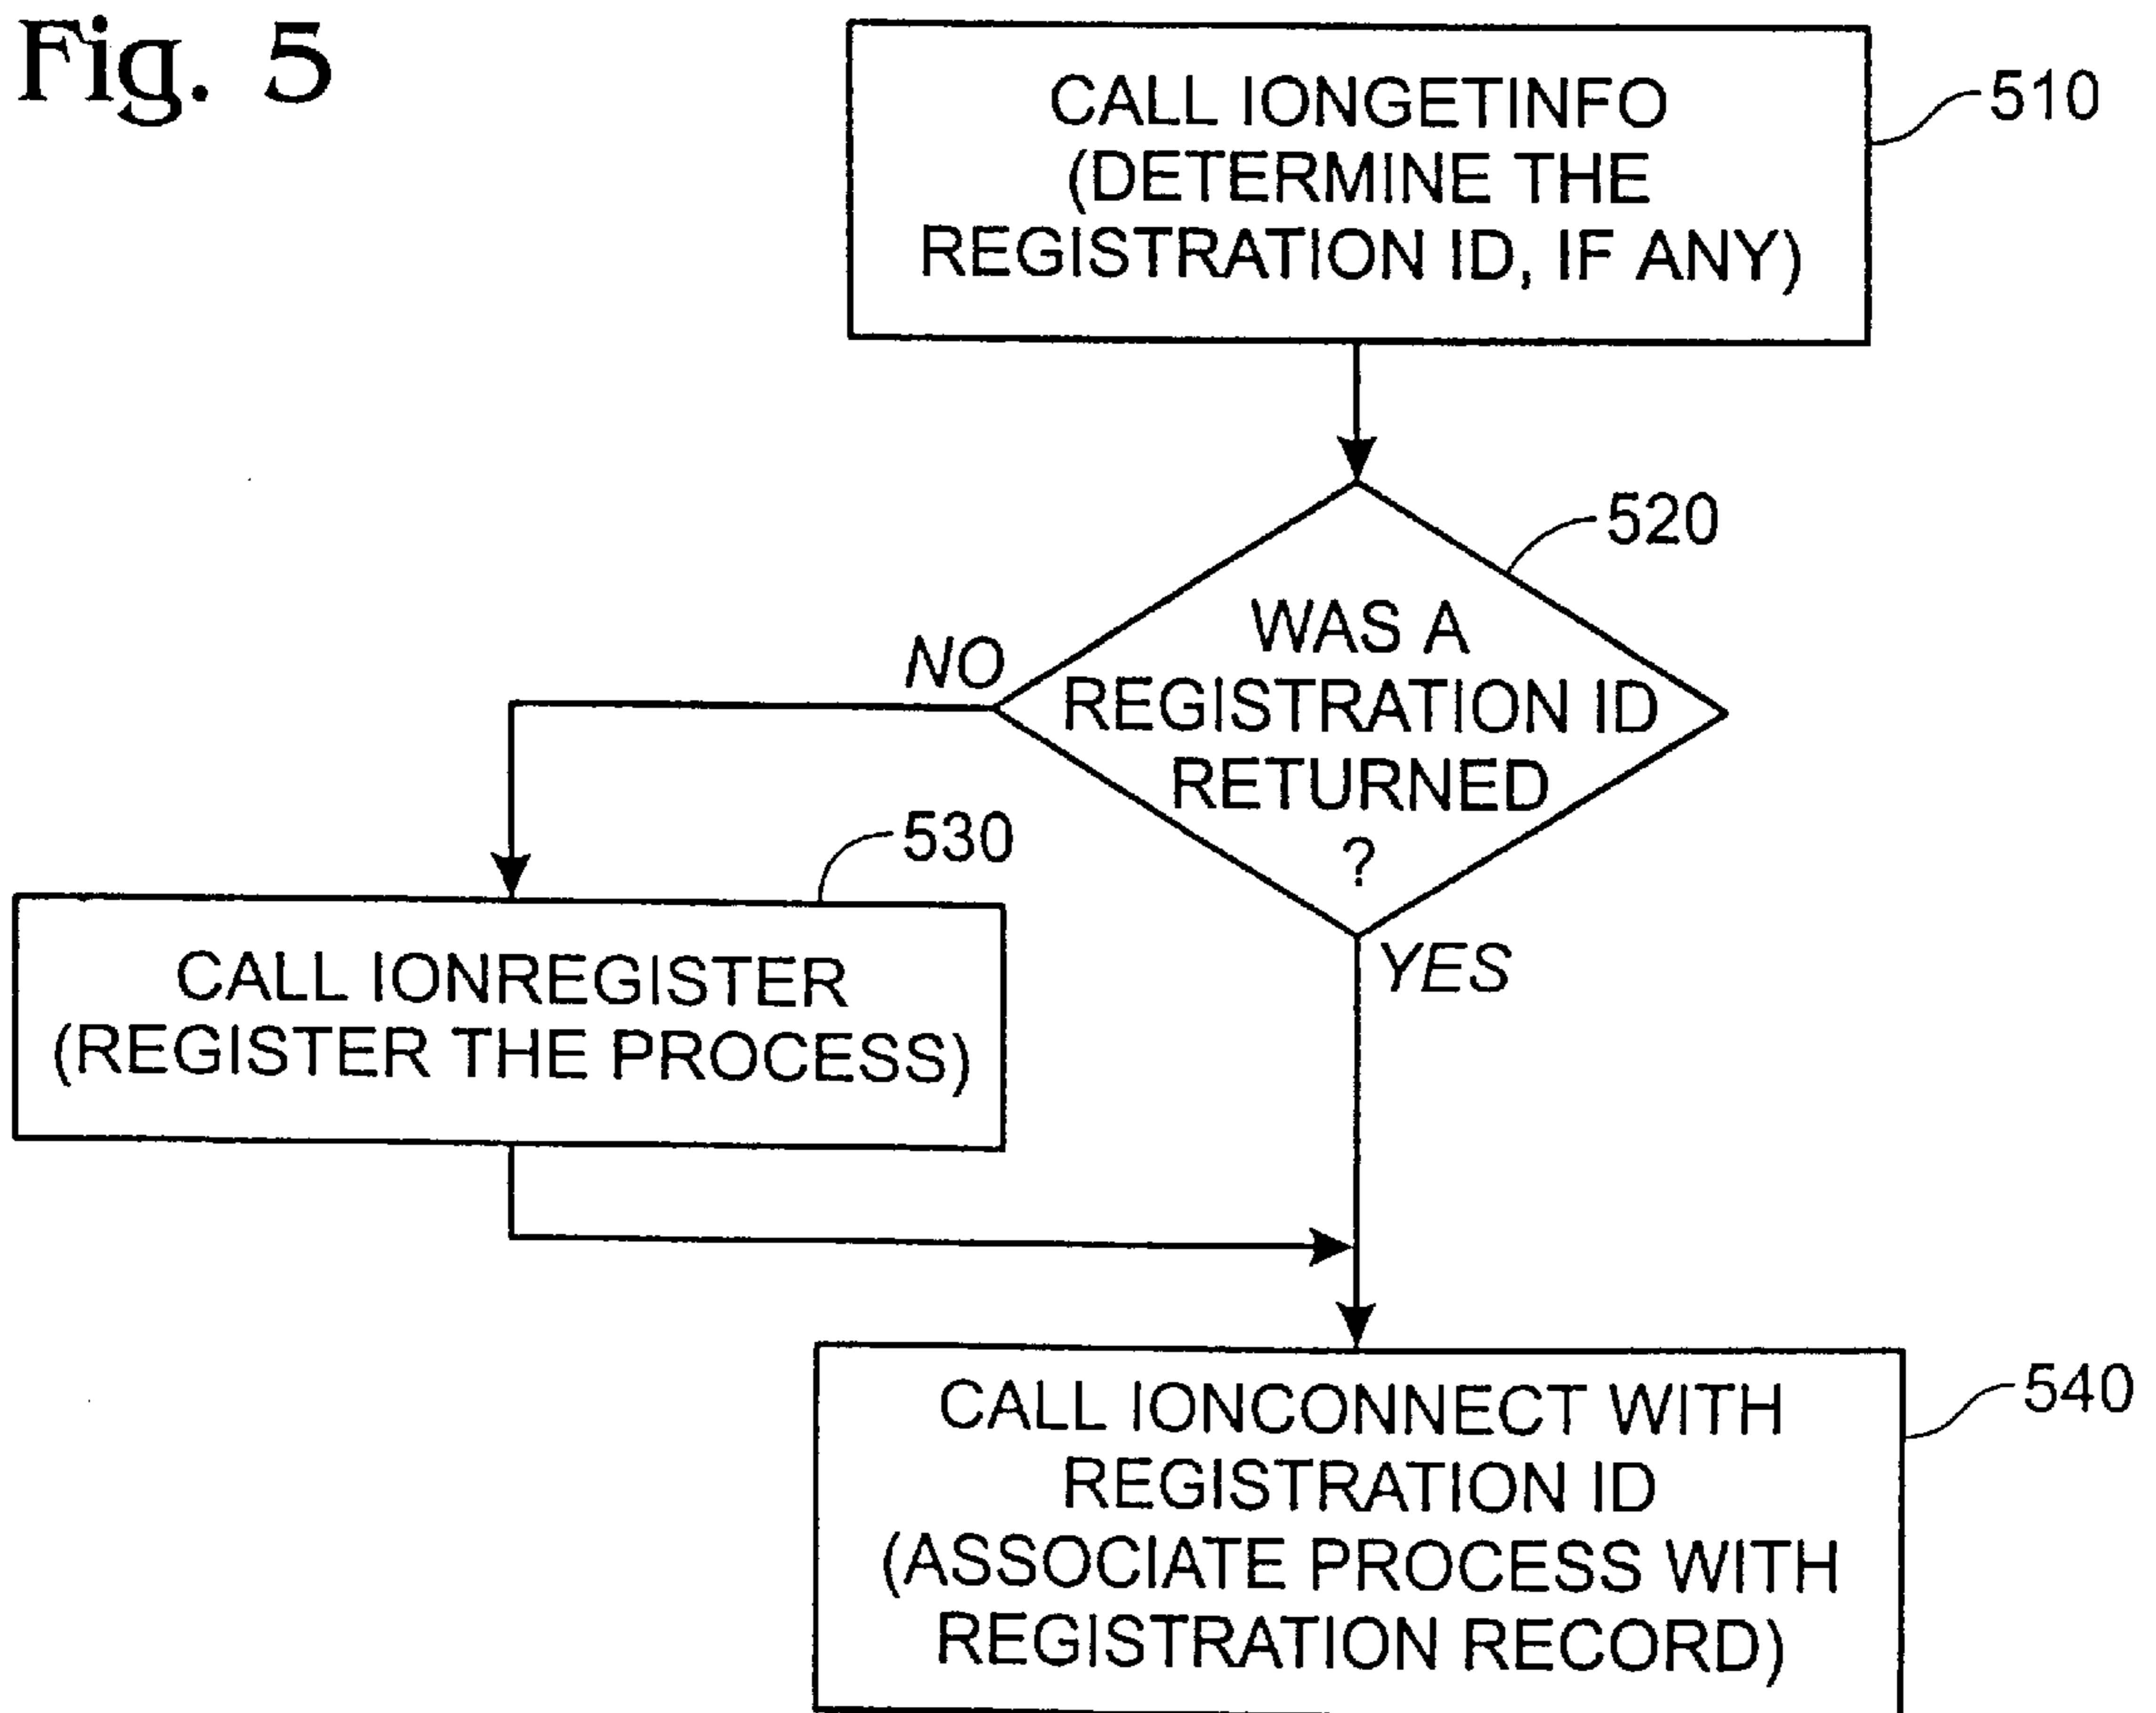 Fig. 5
CALL IONGETINFO
(DETERMINE THE
REGISTRATION ID, IF ANY)
510
520
WAS A
REGISTRATION ID
RETURNED
?
NO
YES
530
CALL IONREGISTER
(REGISTER THE PROCESS)
540
CALL IONCONNECT WITH
REGISTRATION ID
(ASSOCIATE PROCESS WITH
REGISTRATION RECORD)